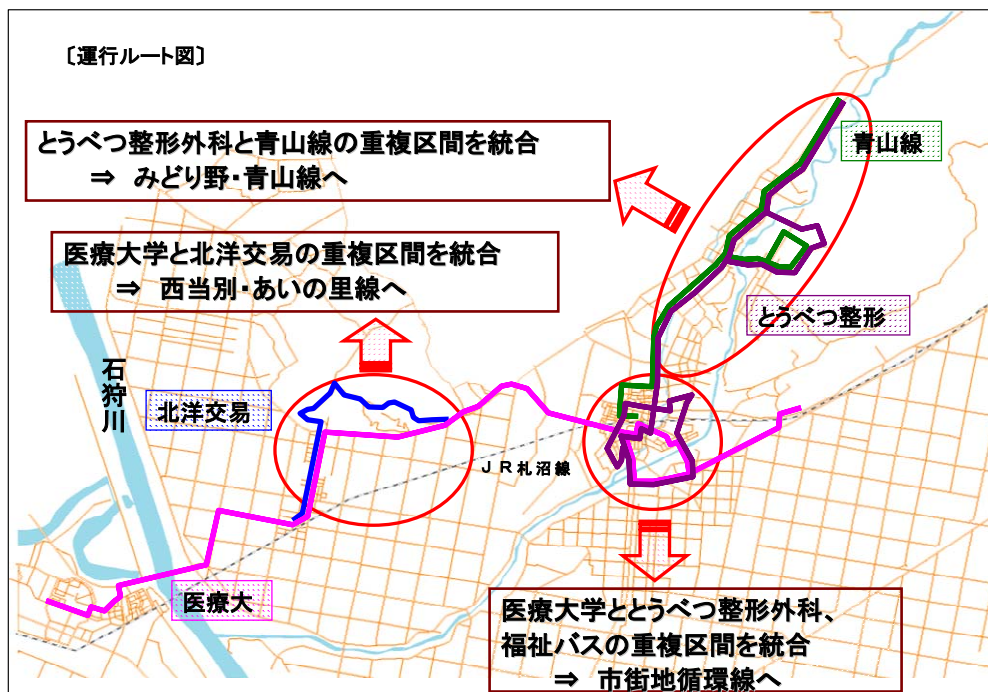 〔運行ルート図〕
とうべつ整形外科と青山線の重複区間を統合
⇒ みどり野・青山線へ
青山線
医療大学と北洋交易の重複区間を統合
⇒ 西当別・あいの里線へ
とうべつ整形
石狩川
北洋交易
JR札沼線
医療大
医療大学ととうべつ整形外科、
福祉バスの重複区間を統合
⇒ 市街地循環線へ